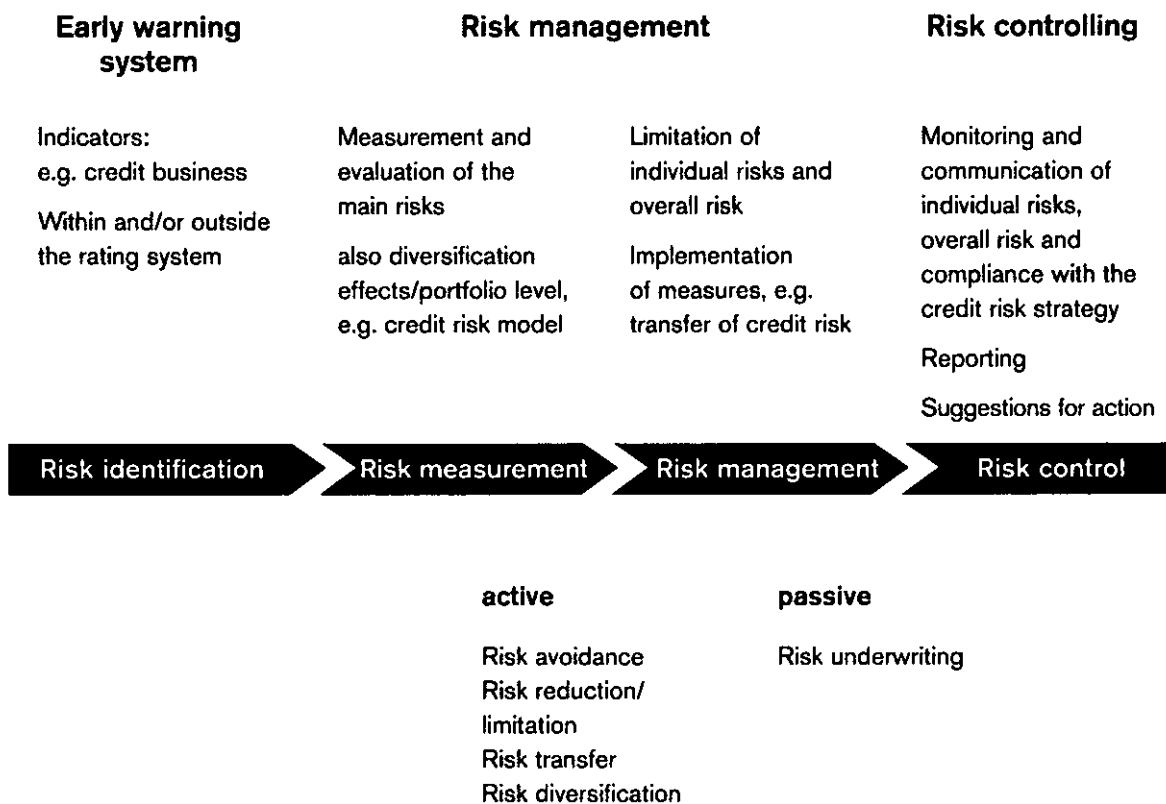 Early warning
system
Risk management
Risk controlling
Indicators:
e.g. credit business
Within and/or outside
the rating system
Measurement and
evaluation of the
main risks
also diversification
effects/portfolio level,
e.g. credit risk model
Limitation of
individual risks and
overall risk
Implementation
of measures, e.g.
transfer of credit risk
Monitoring and
communication of
individual risks,
overall risk and
compliance with the
credit risk strategy
Reporting
Suggestions for action
Risk identification
Risk measurement
Risk management
Risk control
active
Risk avoidance
Risk reduction/
limitation
Risk transfer
Risk diversification
passive
Risk underwriting